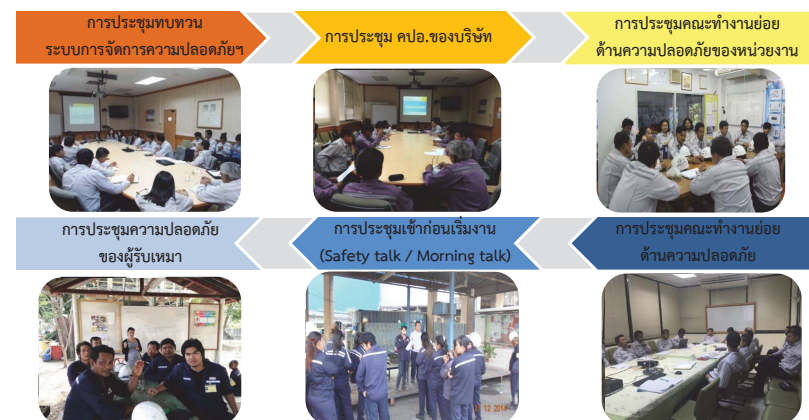 การประชุมทบทวน
ระบบการจัดการความปลอดภัยฯ
การประชุม คปอ.ของบริษัท
การประชุมคณะทำงานย่อย
ด้านความปลอดภัยของหน่วยงาน
การประชุมความปลอดภัย
ของผู้รับเหมา
การประชุมเช้าก่อนเริ่มงาน
(Safety talk / Morning talk)
การประชุมคณะทำงานย่อย
ด้านความปลอดภัย